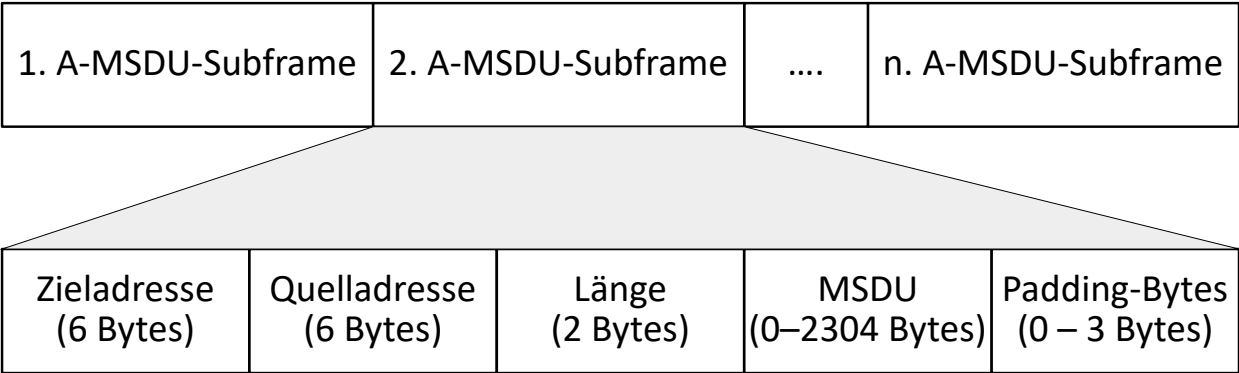 1. A-MSDU-Subframe 2. A-MSDU-Subframe .... n. A-MSDU-Subframe
Zieladresse Quelladresse Länge MSDU Padding-Bytes
(6 Bytes) (6 Bytes) (2 Bytes) (0–2304 Bytes) (0 – 3 Bytes)